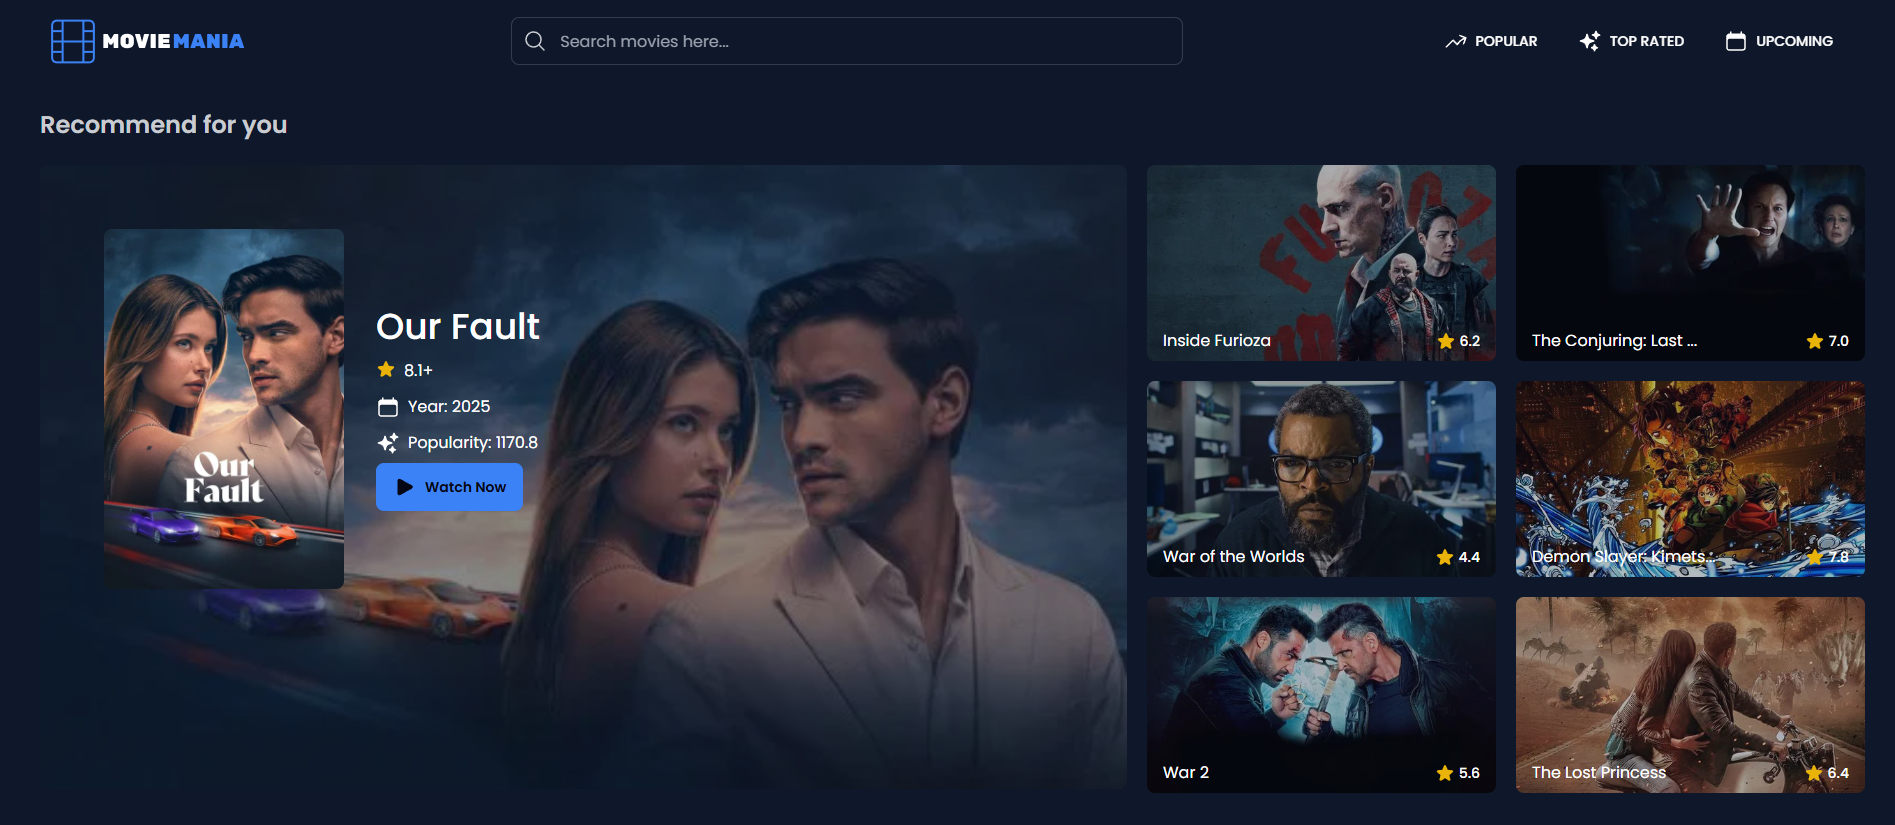 MOVIEMANIA
Search movies here...
POPULAR
TOP RATED
UPCOMING
Recommend for you
Our
Fault
Our Fault
8.1+
Year: 2025
Popularity: 1170.8
Watch Now
Inside Furioza
6.2
The Conjuring: Last ...
7.0
War of the Worlds
4.4
Demon Slayer: Kimets...
7.8
War 2
5.6
The Lost Princess
6.4